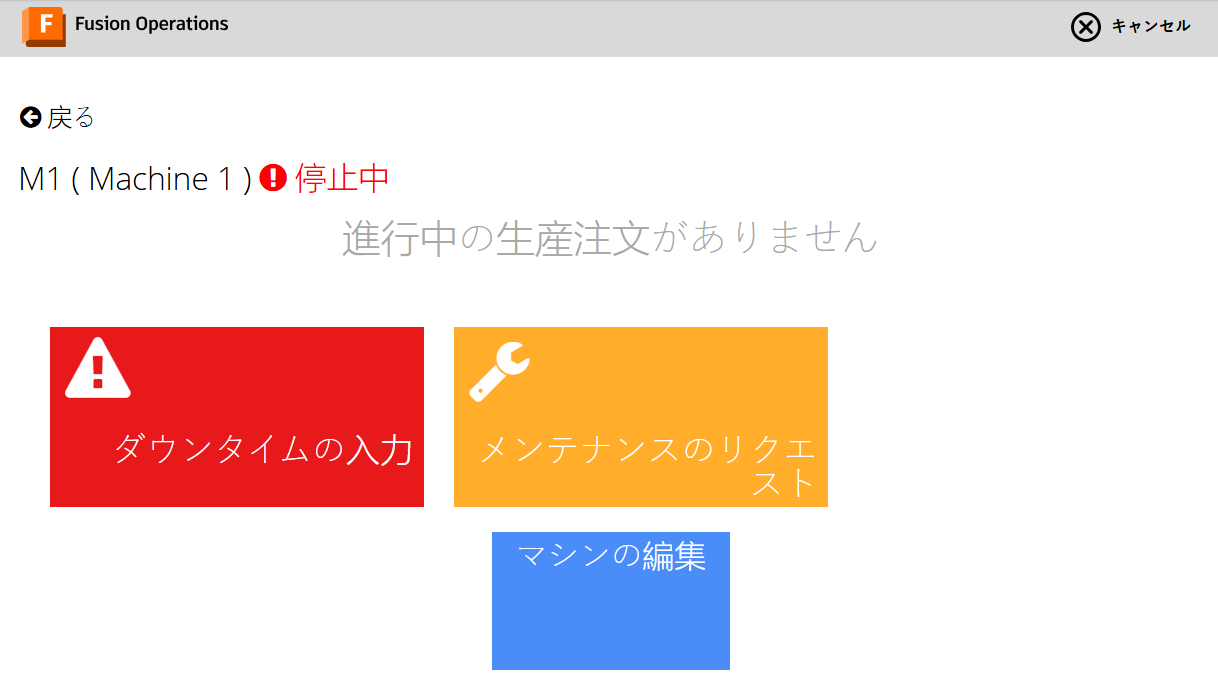 F Fusion Operations
キャンセル
戻る
M1 ( Machine 1 ) 停止中
進行中の生産注文がありません
ダウンタイムの入力
メンテナンスのリクエ
スト
マシンの編集